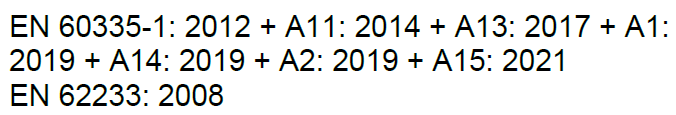 EN 60335-1: 2012 + A11: 2014 + A13: 2017 + A1:
2019 + A14: 2019 + A2: 2019 + A15: 2021
EN 62233: 2008